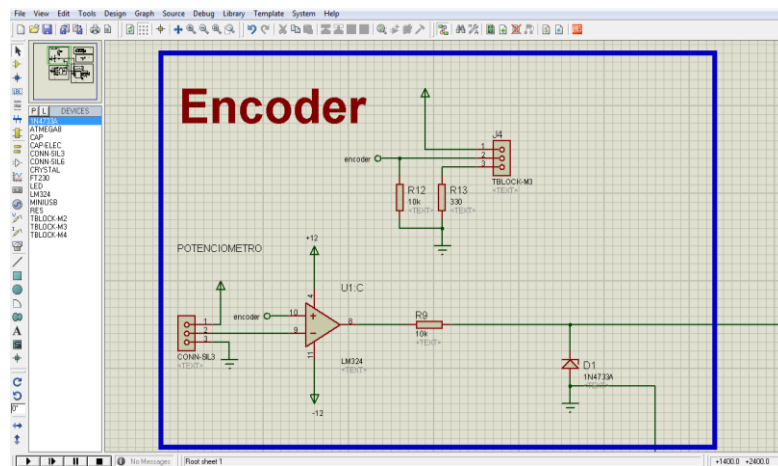 File View Edit Tools Design Graph Source Debug Library Template System Help
P L DEVICES
1N4733A
ATMEGA8
CAP
CAP-ELEC
CONN-SIL3
CONN-SIL6
CRYSTAL
FT230
LED
LM324
MINIUSB
RES
TBLOCK-M2
TBLOCK-M3
TBLOCK-M4
Encoder
J4
1
2
3
encoder
TBLOCK-M3
<TEXT>
R12
10k
<TEXT>
R13
330
<TEXT>
POTENCIOMETRO
+12
U1:C
encoder
10
9
4
8
11
LM324
<TEXT>
-12
1
2
3
CONN-SIL3
<TEXT>
R9
10k
<TEXT>
D1
1N4733A
<TEXT>
No Messages
Root sheet 1
+1400.0 +2400.0